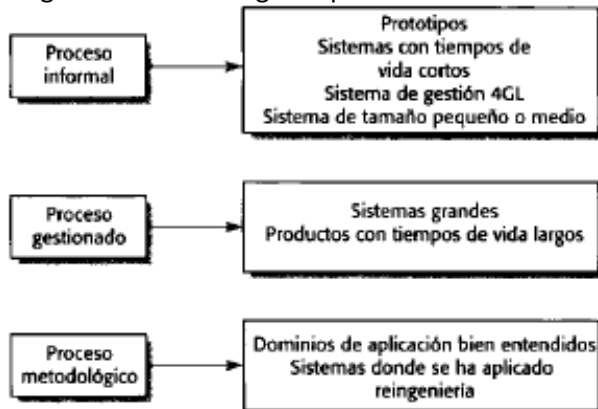 Proceso
informal
Prototipos
Sistemas con tiempos de
vida cortos
Sistema de gestión 4GL
Sistema de tamaño pequeño o medio
Proceso
gestionado
Sistemas grandes
Productos con tiempos de vida largos
Proceso
metodológico
Dominios de aplicación bien entendidos
Sistemas donde se ha aplicado
reingeniería